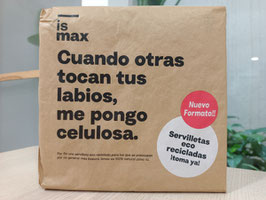 is
max
Cuando otras
tocan tus
labios,
me pongo
celulosa.
Nuevo
Formato!!
Servilletas
eco
recicladas
¡toma ya!